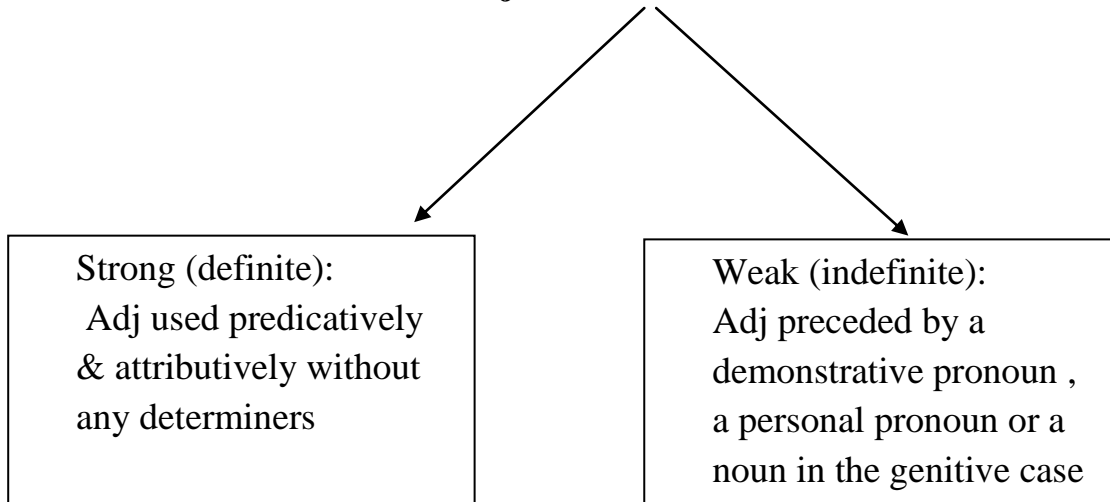 Strong (definite):
Adj used predicatively
& attributively without
any determiners
Weak (indefinite):
Adj preceded by a
demonstrative pronoun ,
a personal pronoun or a
noun in the genitive case